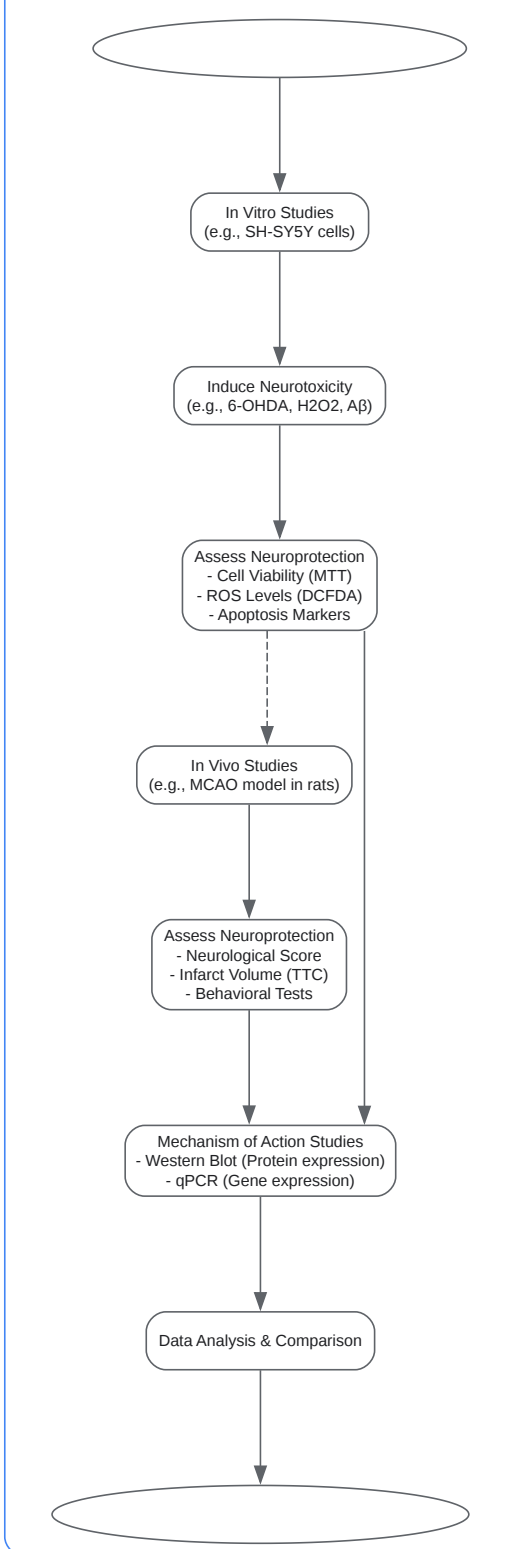 In Vitro Studies
(e.g., SH-SY5Y cells)
Induce Neurotoxicity
(e.g., 6-OHDA, H2O2, Aβ)
Assess Neuroprotection
- Cell Viability (MTT)
- ROS Levels (DCFDA)
- Apoptosis Markers
In Vivo Studies
(e.g., MCAO model in rats)
Assess Neuroprotection
- Neurological Score
- Infarct Volume (TTC)
- Behavioral Tests
Mechanism of Action Studies
- Western Blot (Protein expression)
- qPCR (Gene expression)
Data Analysis & Comparison